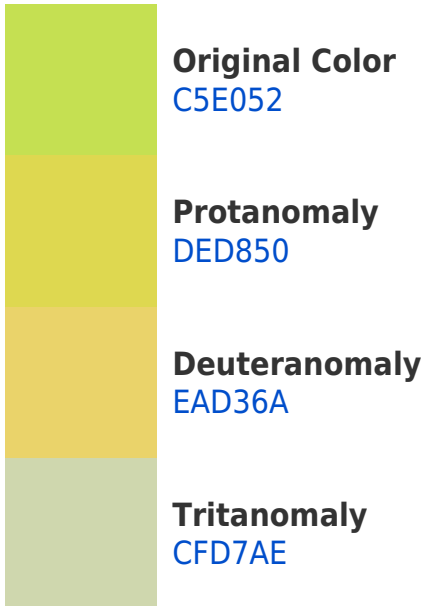 Original Color
C5E052
Protanomaly
DED850
Deuteranomaly
EAD36A
Tritanomaly
CFD7AE